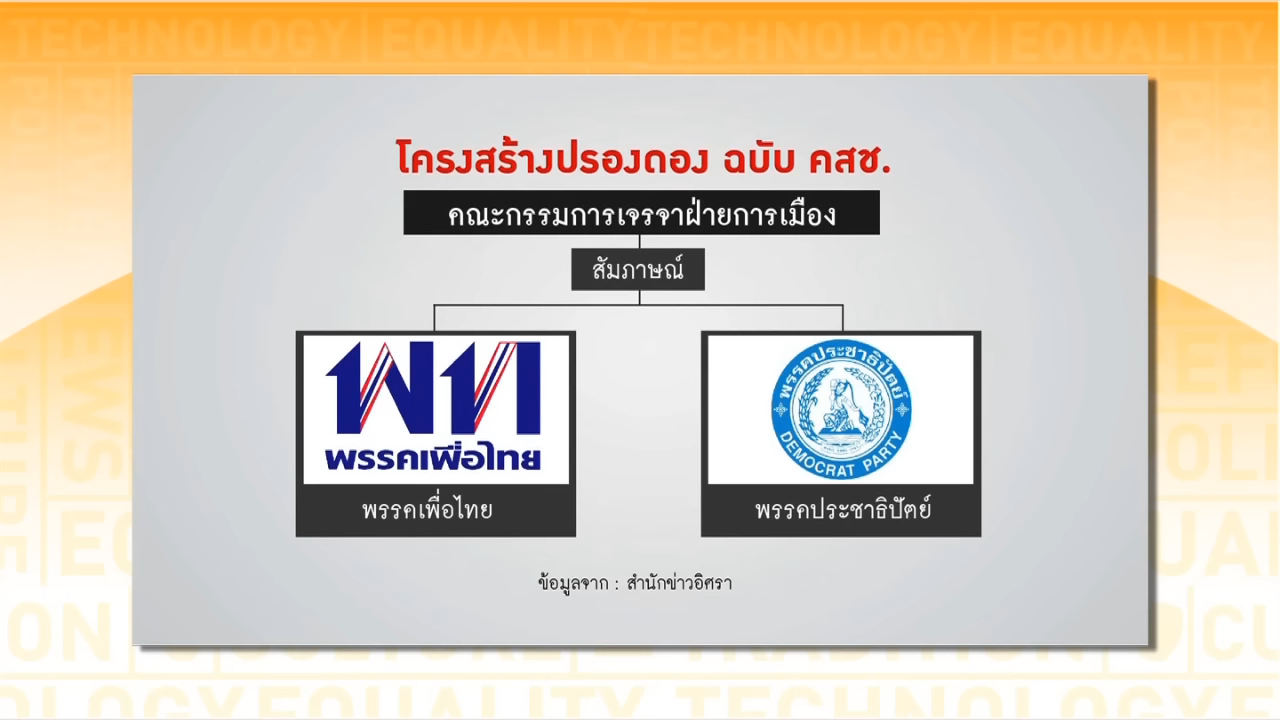 TECHNOLOGY EQUALITY TECHNOLOGY EQUALITY
โครงสร้างปรองดอง ฉบับ คสช.
คณะกรรมการเจรจาฝ่ายการเมือง
สัมภาษณ์
พท
พรรคเพื่อไทย
พรรคเพื่อไทย
พรรคประชาธิปัตย์
DEMOCRAT PARTY
พรรคประชาธิปัตย์
ข้อมูลจาก : สำนักข่าวอิศรา